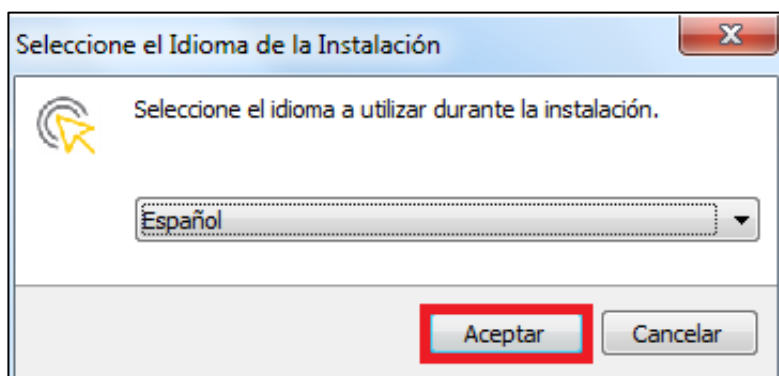 Seleccione el Idioma de la Instalación
Seleccione el idioma a utilizar durante la instalación.
Español
Aceptar
Cancelar